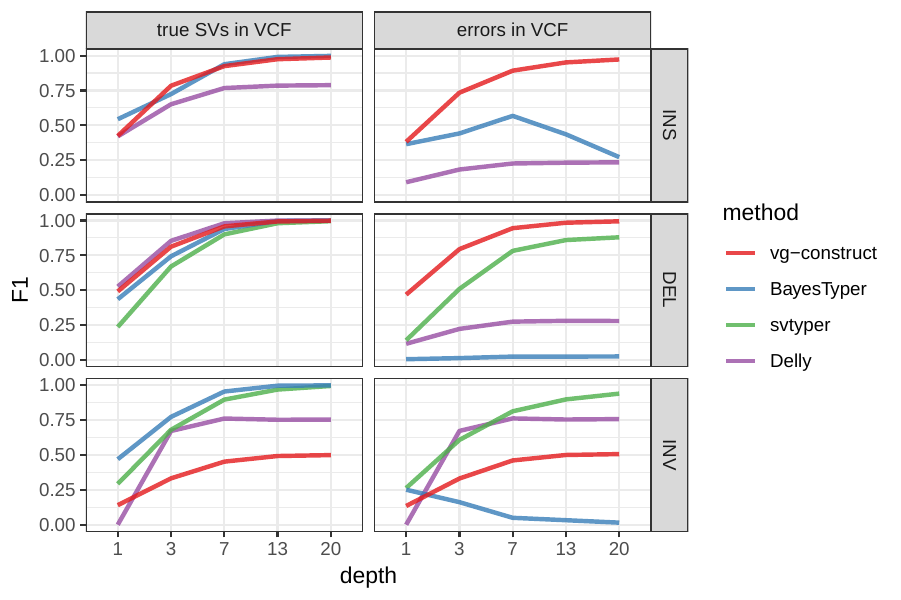 true SVs in VCF
errors in VCF
1.00
0.75
0.50
0.25
0.00
INS
1.00
0.75
0.50
0.25
0.00
DEL
1.00
0.75
0.50
0.25
0.00
INV
F1
1 3 7 13 20
1 3 7 13 20
depth
method
vg−construct
BayesTyper
svtyper
Delly